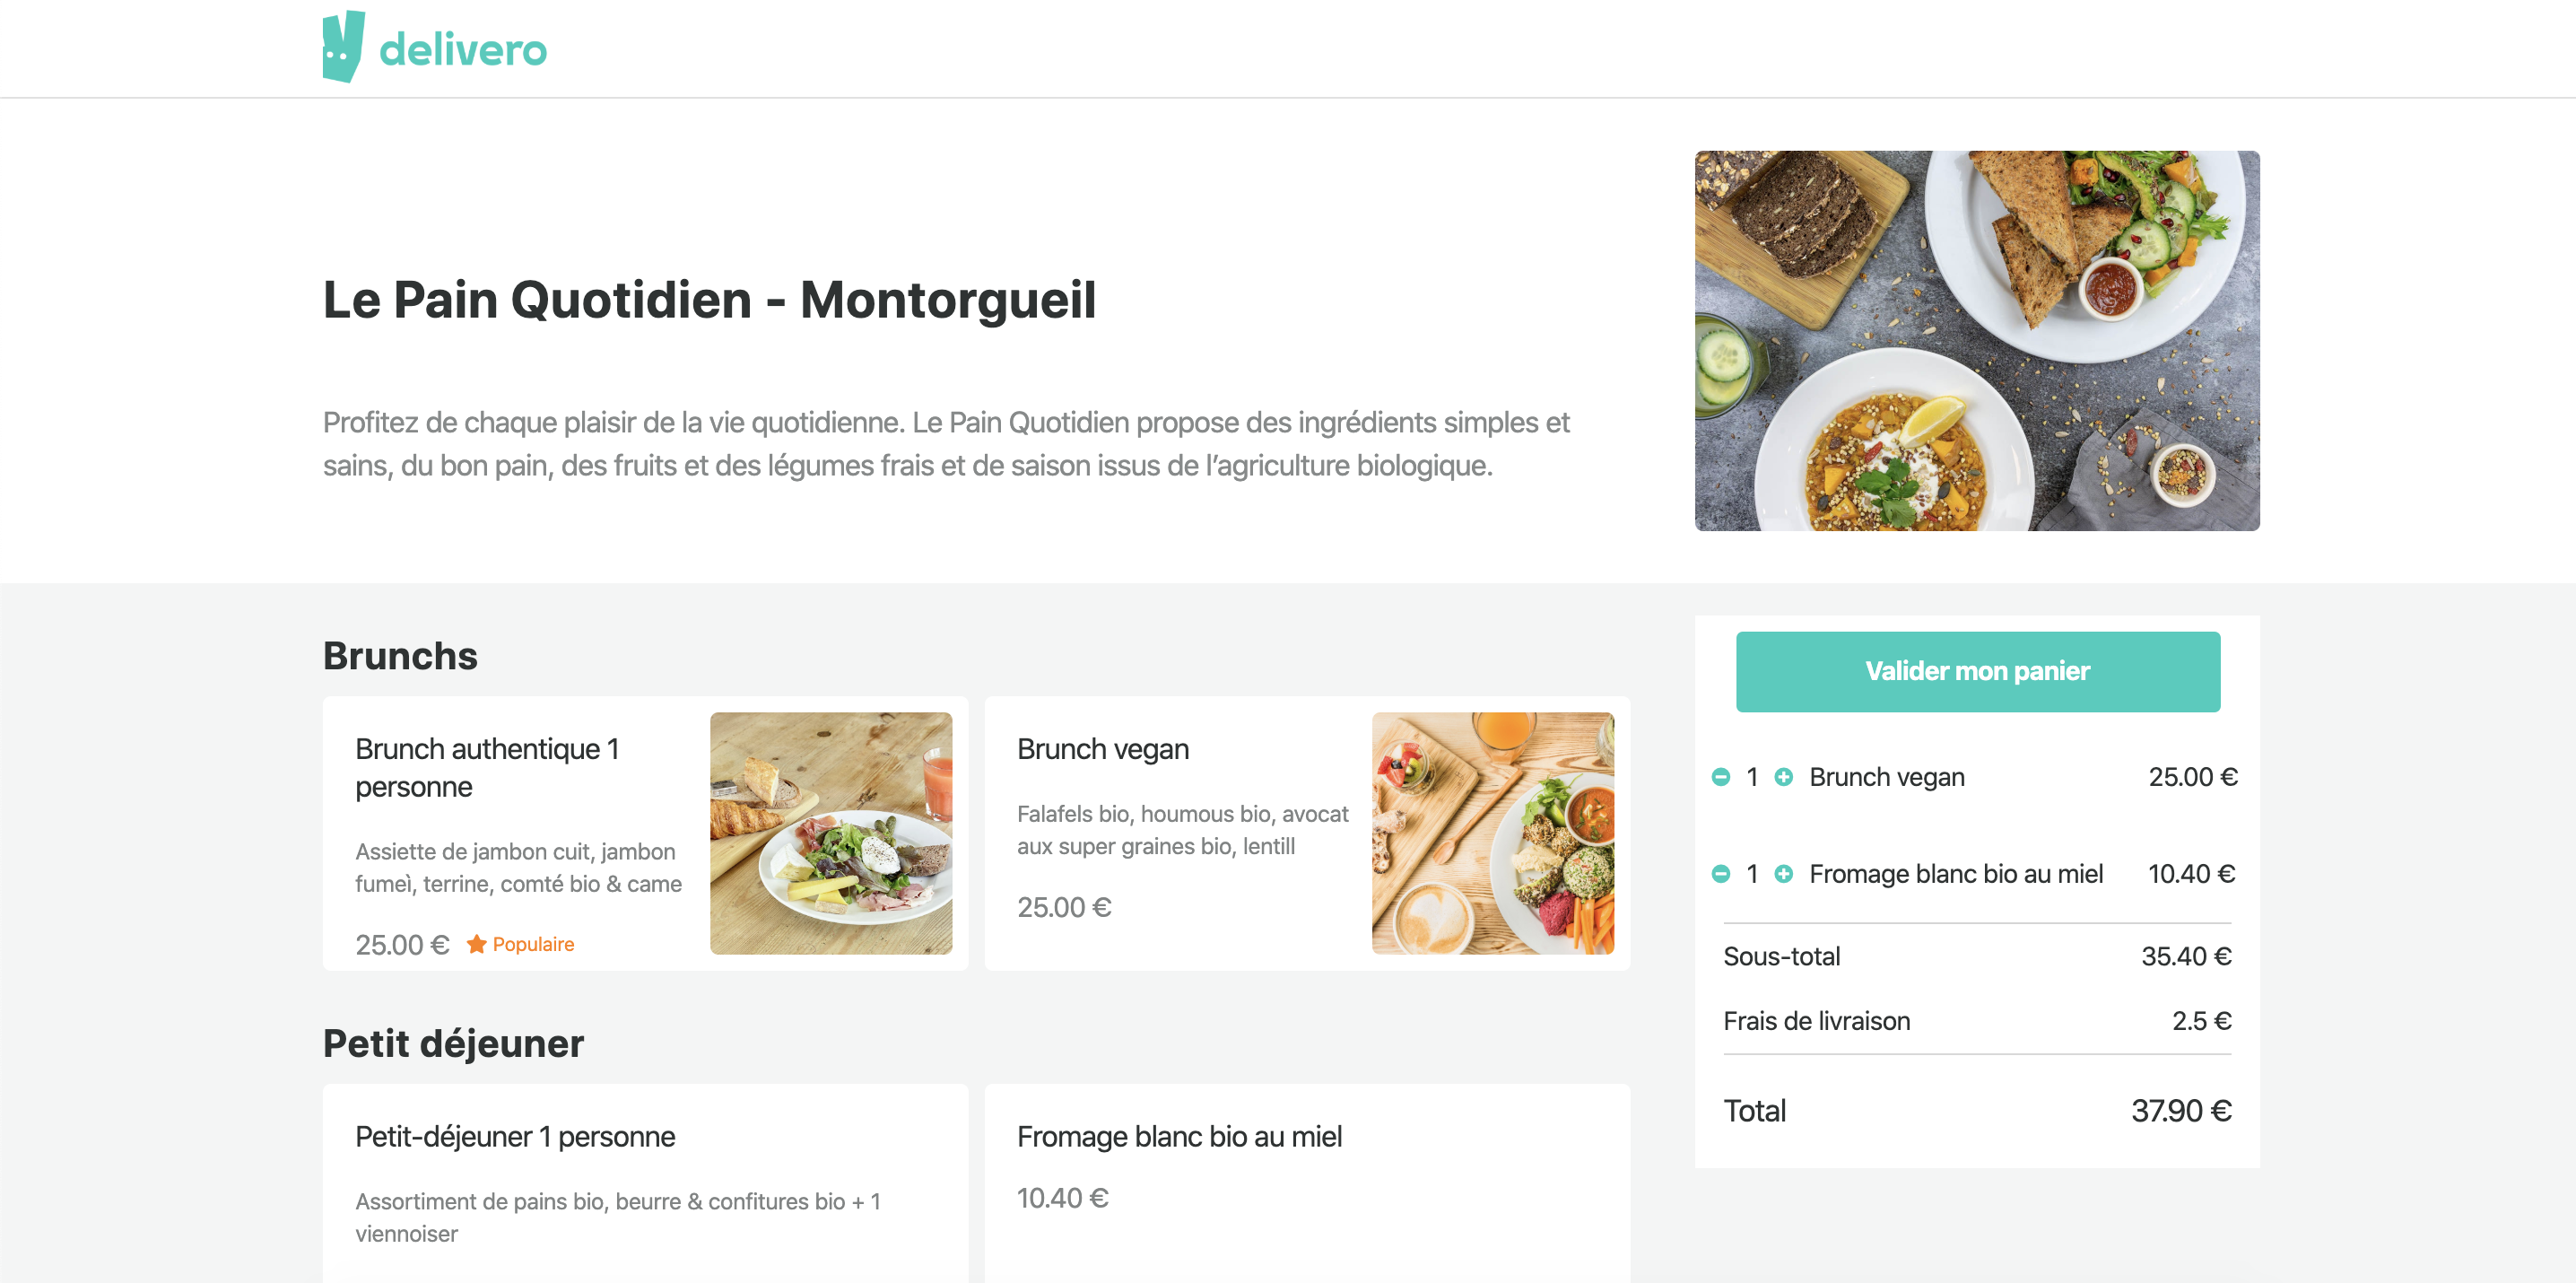 delivero
Le Pain Quotidien - Montorgueil
Profitez de chaque plaisir de la vie quotidienne. Le Pain Quotidien propose des ingrédients simples et
sains, du bon pain, des fruits et des légumes frais et de saison issus de l’agriculture biologique.
Brunchs
Brunch authentique 1
personne
Assiette de jambon cuit, jambon
fumeì, terrine, comté bio & came
25.00 € Populaire
Brunch vegan
Falafels bio, houmous bio, avocat
aux super graines bio, lentill
25.00 €
Petit déjeuner
Petit-déjeuner 1 personne
Assortiment de pains bio, beurre & confitures bio + 1
viennoiser
Fromage blanc bio au miel
10.40 €
Valider mon panier
1 Brunch vegan 25.00 €
1 Fromage blanc bio au miel 10.40 €
Sous-total 35.40 €
Frais de livraison 2.5 €
Total 37.90 €